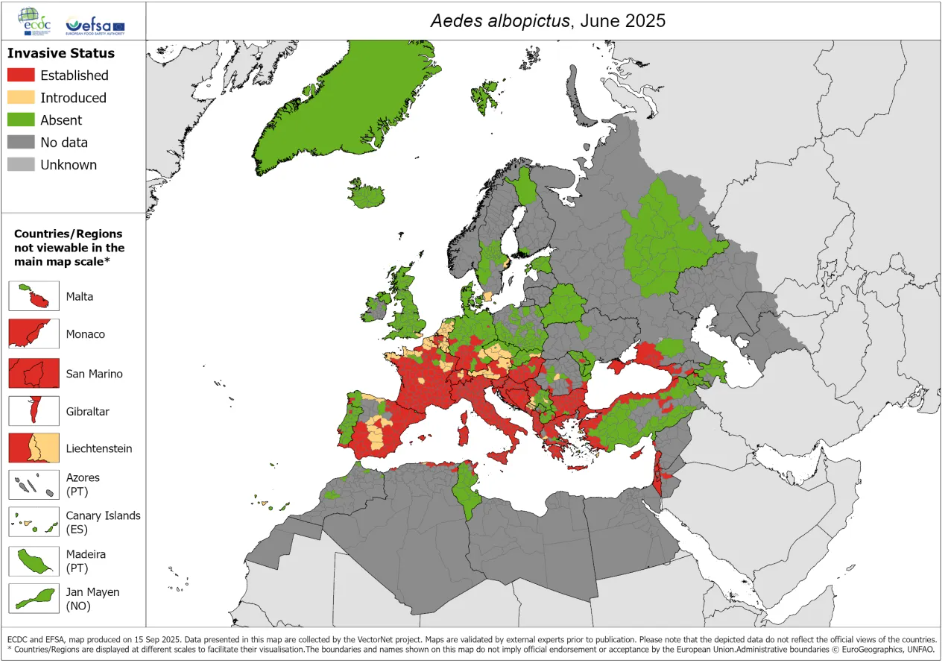 ecdc
efsa
EUROPEAN FOOD SAFETY AUTHORITY
Aedes albopictus, June 2025
Invasive Status
Established
Introduced
Absent
No data
Unknown
Countries/Regions
not viewable in the
main map scale*
Malta
Monaco
San Marino
Gibraltar
Liechtenstein
Azores
(PT)
Canary Islands
(ES)
Madeira
(PT)
Jan Mayen
(NO)
ECDC and EFSA, map produced on 15 Sep 2025. Data presented in this map are collected by the VectorNet project. Maps are validated by external experts prior to publication. Please note that the depicted data do not reflect the official views of the countries.
* Countries/Regions are displayed at different scales to facilitate their visualisation.The boundaries and names shown on this map do not imply official endorsement or acceptance by the European Union.Administrative boundaries © EuroGeographics, UNFAO.